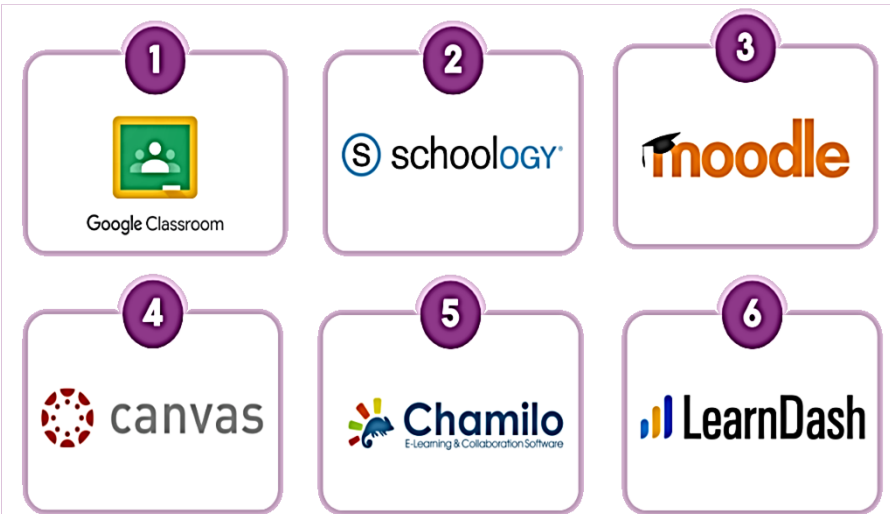 1
Google Classroom
2
S schoology®
3
moodle
4
canvas
5
Chamilo
E-Learning & Collaboration Software
6
LearnDash